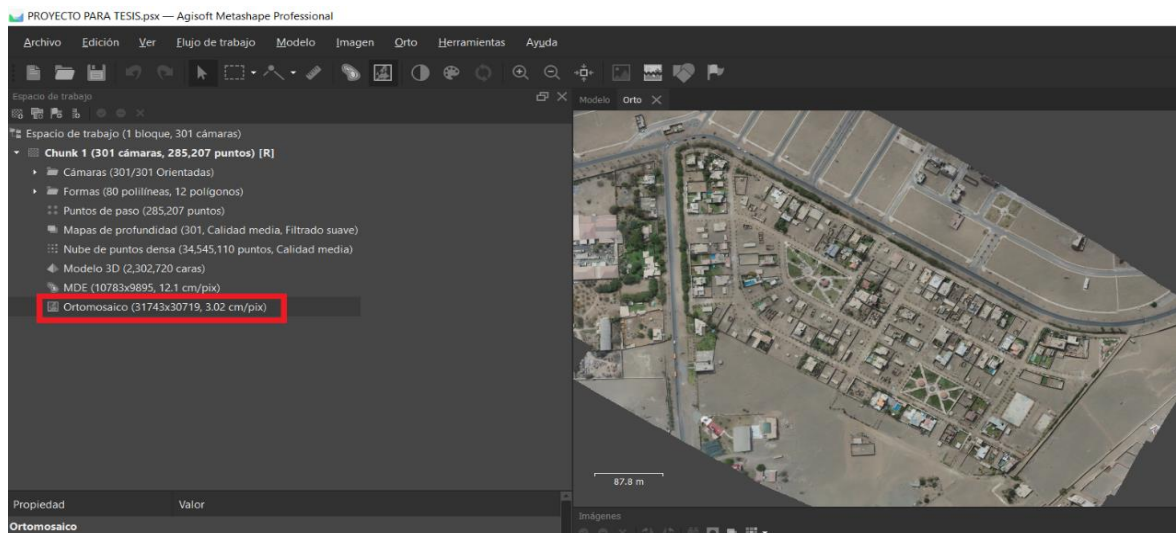 PROYECTO PARA TESIS.psx — Agisoft Metashape Professional
Archivo Edición Ver Flujo de trabajo Modelo Imagen Orto Herramientas Ayuda
Espacio de trabajo
Modelo Orto
Espacio de trabajo (1 bloque, 301 cámaras)
Chunk 1 (301 cámaras, 285,207 puntos) [R]
Cámaras (301/301 Orientadas)
Formas (80 polilíneas, 12 polígonos)
Puntos de paso (285,207 puntos)
Mapas de profundidad (301, Calidad media, Filtrado suave)
Nube de puntos densa (34,545,110 puntos, Calidad media)
Modelo 3D (2,302,720 caras)
MDE (10783x9895, 12.1 cm/pix)
Ortomosaico (31743x30719, 3.02 cm/pix)
87.8 m
Propiedad Valor
Imágenes
Ortomosaico